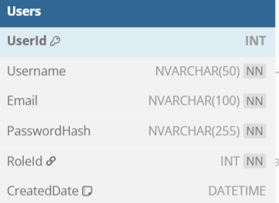 Users
UserId INT
Username NVARCHAR(50) NN
Email NVARCHAR(100) NN
PasswordHash NVARCHAR(255) NN
RoleId INT NN
CreatedDate DATETIME